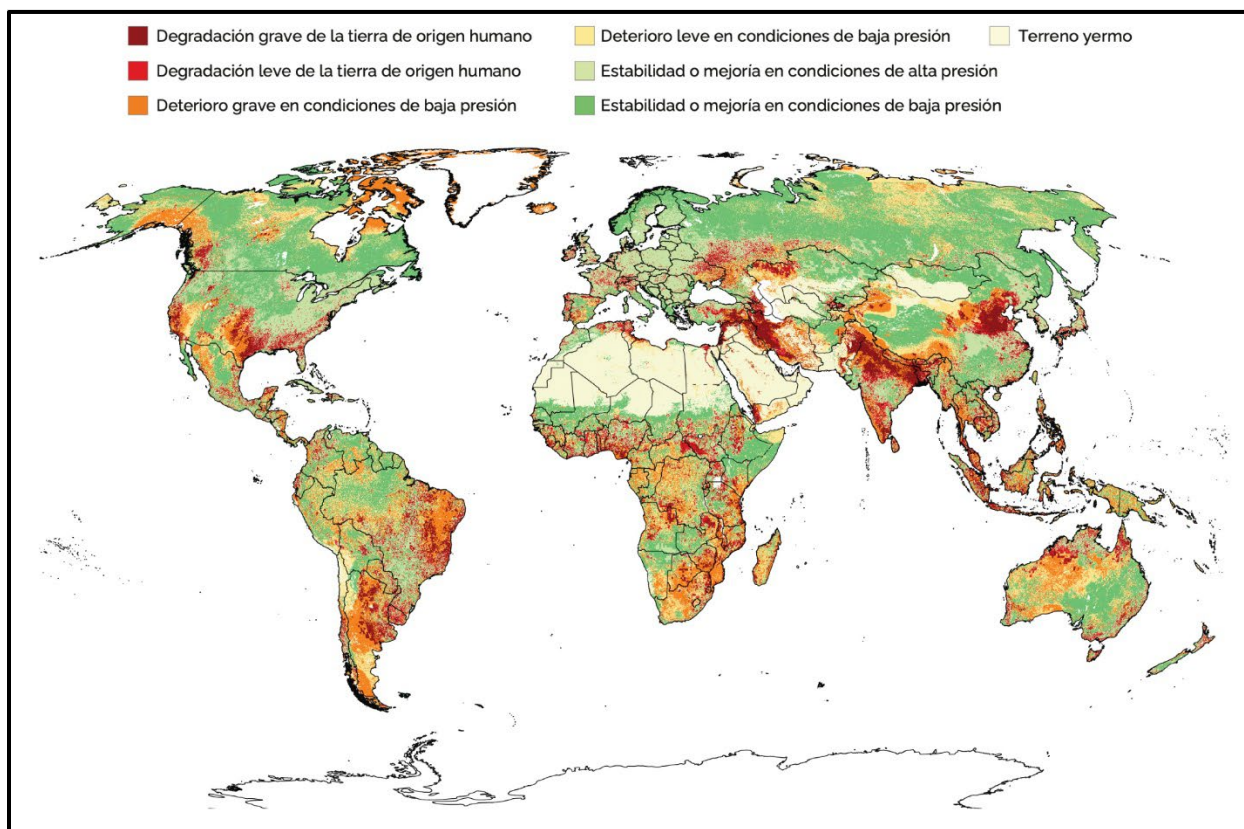 Degradación grave de la tierra de origen humano
Degradación leve de la tierra de origen humano
Deterioro grave en condiciones de baja presión
Deterioro leve en condiciones de baja presión
Estabilidad o mejoría en condiciones de alta presión
Estabilidad o mejoría en condiciones de baja presión
Terreno yermo